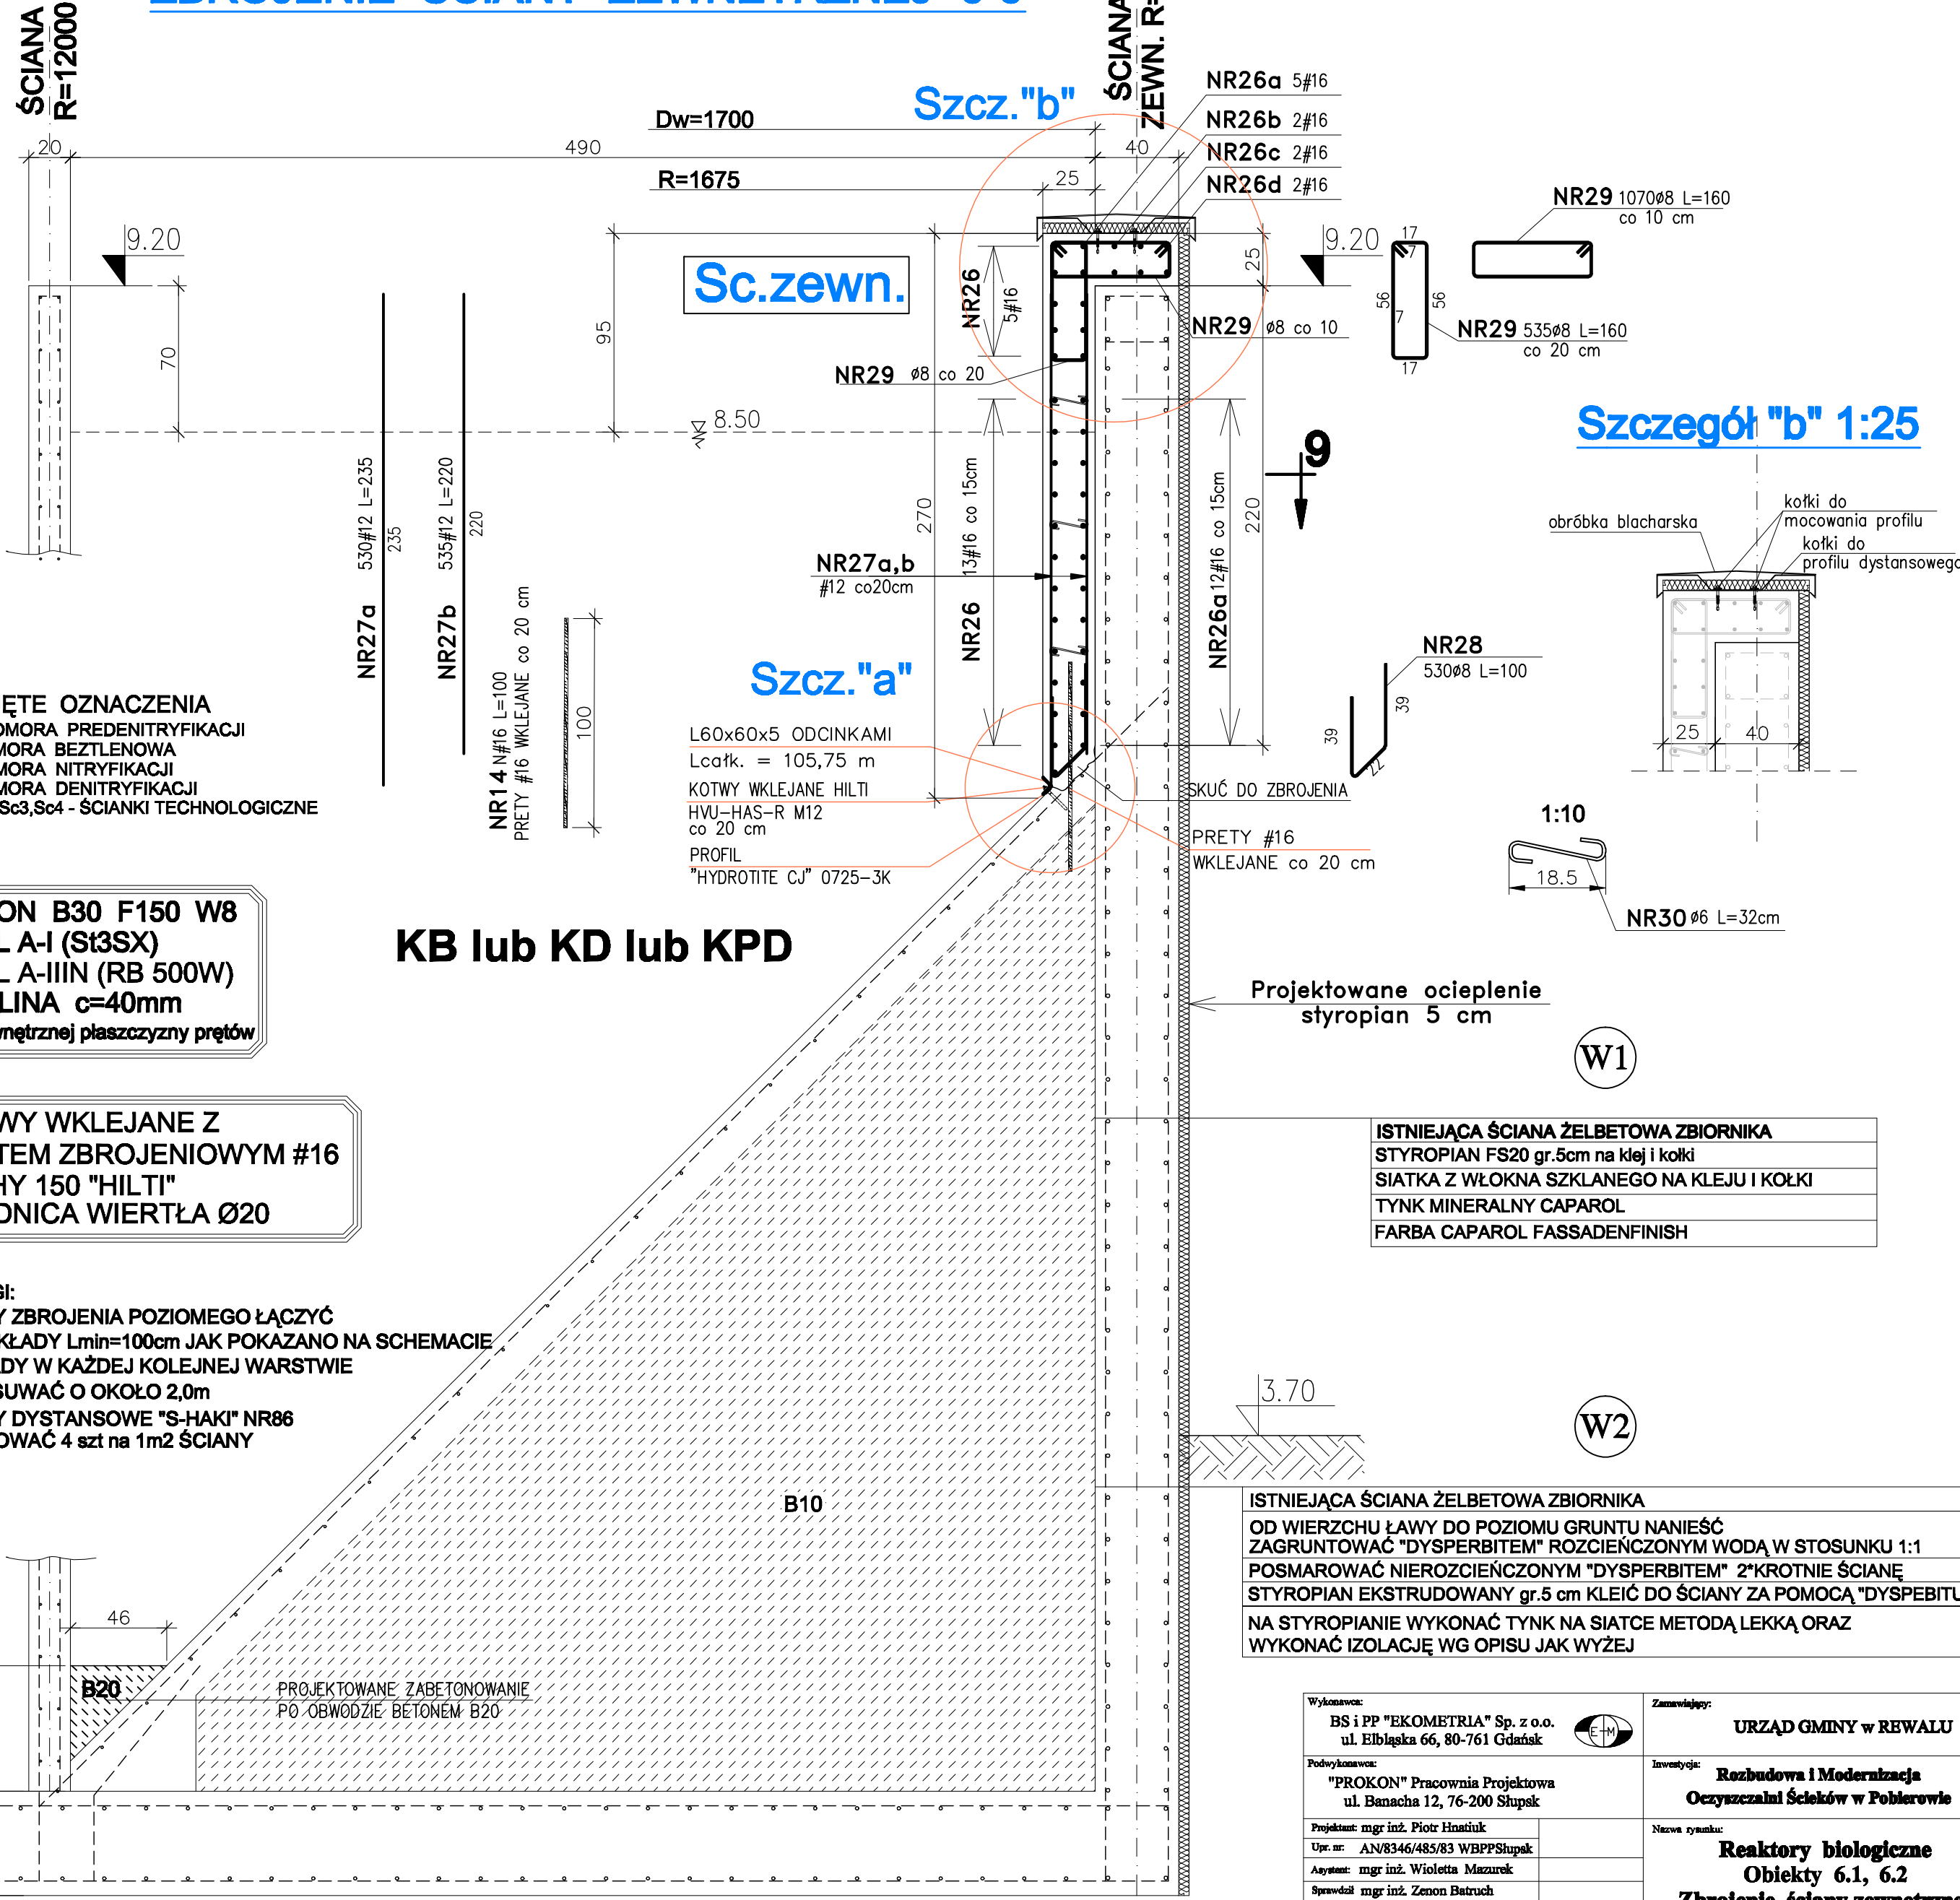 ŚCIANA
R=12000
ŚCIANA
ZEWN. R=
Szcz."b"
NR26a 5#16
NR26b 2#16
NR26c 2#16
NR26d 2#16
Dw=1700
20
490
40
R=1675
25
NR29 1070ø8 L=160
co 10 cm
9.20
9.20
17
7
56
7
56
17
Sc.zewn.
NR26
5#16
25
95
70
NR29 ø8 co 10
NR29 535ø8 L=160
co 20 cm
NR29 ø8 co 20
8.50
9
Szczegół "b" 1:25
NR27a 530#12 L=235
235
NR27b 535#12 L=220
220
270
NR26 13#16 co 15cm
NR26a 12#16 co 15cm
220
obróbka blacharska
kołki do
mocowania profilu
kołki do
profilu dystansowego
NR27a,b
#12 co20cm
NR14 N#16 L=100
PRETY #16 WKLEJANE co 20 cm
100
NR28
530ø8 L=100
39
39
22
25
40
Szcz."a"
ĘTE OZNACZENIA
OMORA PREDENITRYFIKACJI
MORA BEZTLENOWA
MORA NITRYFIKACJI
MORA DENITRYFIKACJI
Sc3,Sc4 - ŚCIANKI TECHNOLOGICZNE
L60x60x5 ODCINKAMI
Lcałk. = 105,75 m
KOTWY WKLEJANE HILTI
HVU-HAS-R M12
co 20 cm
PROFIL
"HYDROTITE CJ" 0725-3K
SKUĆ DO ZBROJENIA
PRETY #16
WKLEJANE co 20 cm
1:10
18.5
NR30 ø6 L=32cm
ON B30 F150 W8
L A-I (St3SX)
L A-IIIN (RB 500W)
LINA c=40mm
wnętrznej płaszczyzny prętów
KB lub KD lub KPD
Projektowane ocieplenie
styropian 5 cm
W1
WY WKLEJANE Z
TEM ZBROJENIOWYM #16
HY 150 "HILTI"
DNICA WIERTŁA Ø20
ISTNIEJĄCA ŚCIANA ŻELBETOWA ZBIORNIKA
STYROPIAN FS20 gr.5cm na klej i kołki
SIATKA Z WŁOKNA SZKLANEGO NA KLEJU I KOŁKI
TYNK MINERALNY CAPAROL
FARBA CAPAROL FASSADENFINISH
GI:
Y ZBROJENIA POZIOMEGO ŁĄCZYĆ
KŁADY Lmin=100cm JAK POKAZANO NA SCHEMACIE
ADY W KAŻDEJ KOLEJNEJ WARSTWIE
SUWAĆ O OKOŁO 2,0m
Y DYSTANSOWE "S-HAKI" NR86
OWAĆ 4 szt na 1m2 ŚCIANY
3.70
W2
B10
ISTNIEJĄCA ŚCIANA ŻELBETOWA ZBIORNIKA
OD WIERZCHU ŁAWY DO POZIOMU GRUNTU NANIEŚĆ
ZAGRUNTOWAĆ "DYSPERBITEM" ROZCIEŃCZONYM WODĄ W STOSUNKU 1:1
POSMAROWAĆ NIEROZCIEŃCZONYM "DYSPERBITEM" 2*KROTNIE ŚCIANĘ
STYROPIAN EKSTRUDOWANY gr.5 cm KLEIĆ DO ŚCIANY ZA POMOCĄ "DYSPEBITU
NA STYROPIANIE WYKONAĆ TYNK NA SIATCE METODĄ LEKKĄ ORAZ
WYKONAĆ IZOLACJĘ WG OPISU JAK WYŻEJ
46
B20
PROJEKTOWANE ZABETONOWANIE
PO OBWODZIE BETONEM B20
Wykonawca:
BS i PP "EKOMETRIA" Sp. z o.o.
ul. Elbląska 66, 80-761 Gdańsk
E-M
Zamawiający:
URZĄD GMINY w REWALU
Podwykonawca:
"PROKON" Pracownia Projektowa
ul. Banacha 12, 76-200 Słupsk
Inwestycja:
Rozbudowa i Modernizacja
Oczyszczalni Ścieków w Pobierowie
Projektant: mgr inż. Piotr Hnatiuk
Upr. nr: AN/8346/485/83 WBPPSłupsk
Asystent: mgr inż. Wioletta Mazurek
Sprawdził mgr inż. Zenon Batruch
Nazwa rysunku:
Reaktory biologiczne
Obiekty 6.1, 6.2